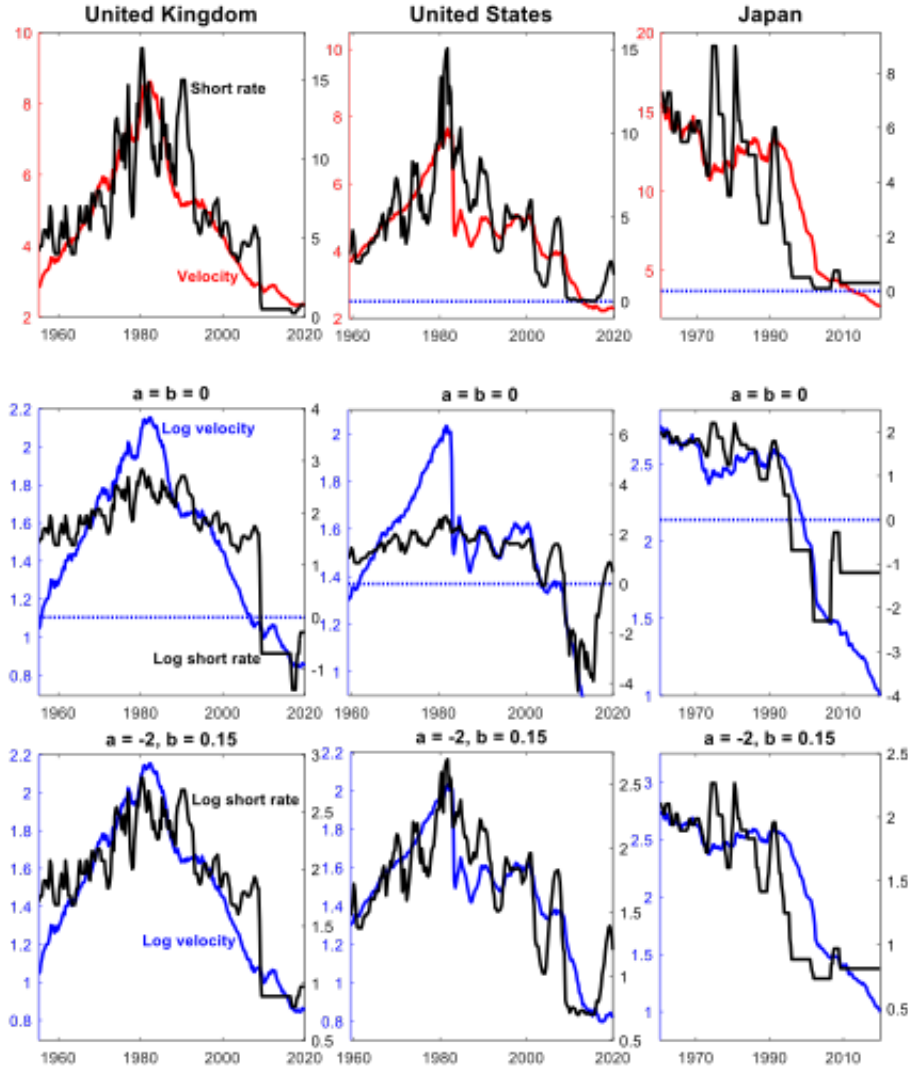 United Kingdom United States Japan
10 10 15 20
8 15 8 10 15 8
Short rate
6 10 6 5 10 6
4 5 4 4
Velocity
2 0 2 0 5 2 0
1960 1980 2000 2020 1960 1980 2000 2020 1970 1990 2010
a = b = 0 a = b = 0 a = b = 0
2.2 4 2 6 2.5 2
2 Log velocity 3 1.8 4 1
1.8 2 1.6 2 2 0
1.6 1 1.4 0 -1
1.4 0 1.2 -2 1.5 -2
1.2 -1 1 -4 -3
1 1 -4
0.8 Log short rate
1960 1980 2000 2020 1960 1980 2000 2020 1970 1990 2010
a = -2, b = 0.15 a = -2, b = 0.15 a = -2, b = 0.15
2.2 3 2.2 2.5 3 2.5
2 Log short rate 2.5 2 2 2.5 2
1.8 2 1.8 1.5 2 1.5
1.6 1.5 1.6 1 1.5 1
1.4 1 1.4 0.5 1 0.5
1.2 Log velocity 0.5 1.2
1 1
0.8 0.8
1960 1980 2000 2020 1960 1980 2000 2020 1970 1990 2010